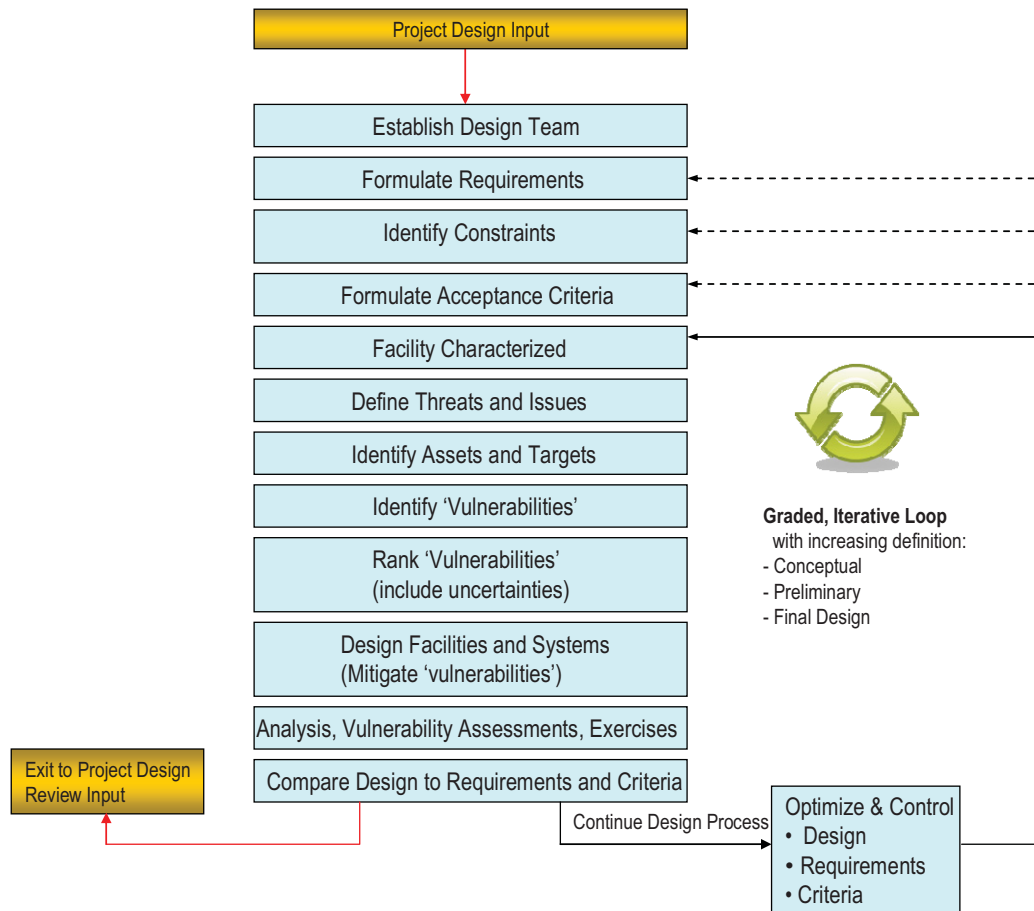 Project Design Input
Establish Design Team
Formulate Requirements
Identify Constraints
Formulate Acceptance Criteria
Facility Characterized
Define Threats and Issues
Identify Assets and Targets
Identify ‘Vulnerabilities’
Rank ‘Vulnerabilities’
(include uncertainties)
Design Facilities and Systems
(Mitigate ‘vulnerabilities’)
Analysis, Vulnerability Assessments, Exercises
Compare Design to Requirements and Criteria
Graded, Iterative Loop
with increasing definition:
- Conceptual
- Preliminary
- Final Design
Exit to Project Design
Review Input
Continue Design Process
Optimize & Control
• Design
• Requirements
• Criteria